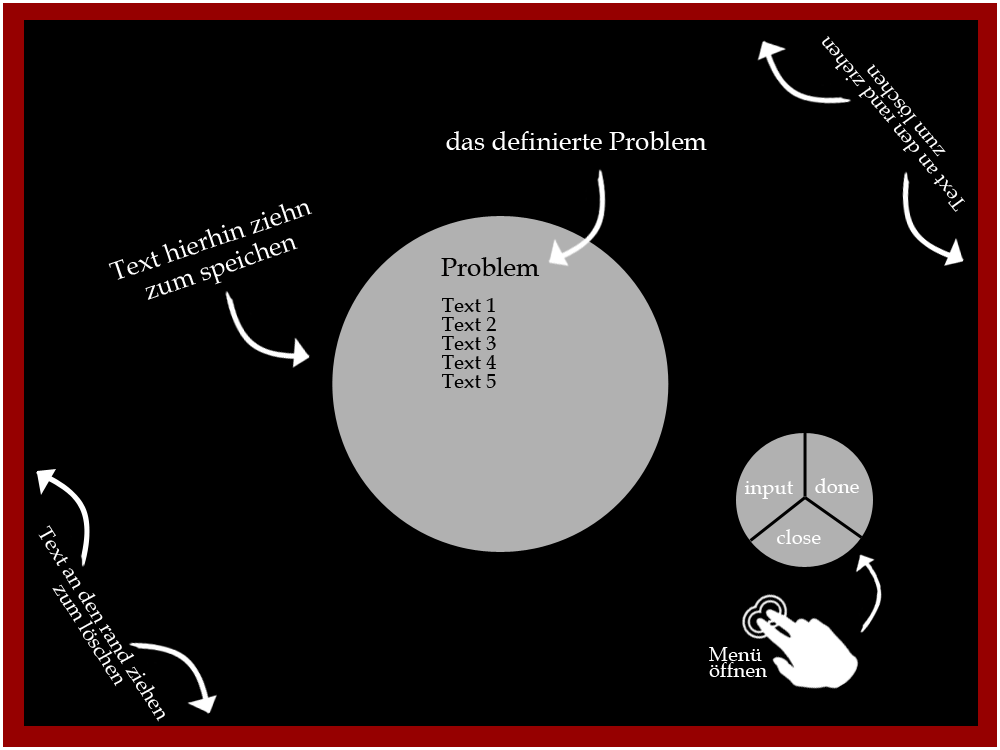 Text an den rand ziehen
zum löschen
das definierte Problem
Text hierhin ziehn
zum speichen
Problem
Text 1
Text 2
Text 3
Text 4
Text 5
input
done
close
Text an den rand ziehen
zum löschen
Menü
öffnen